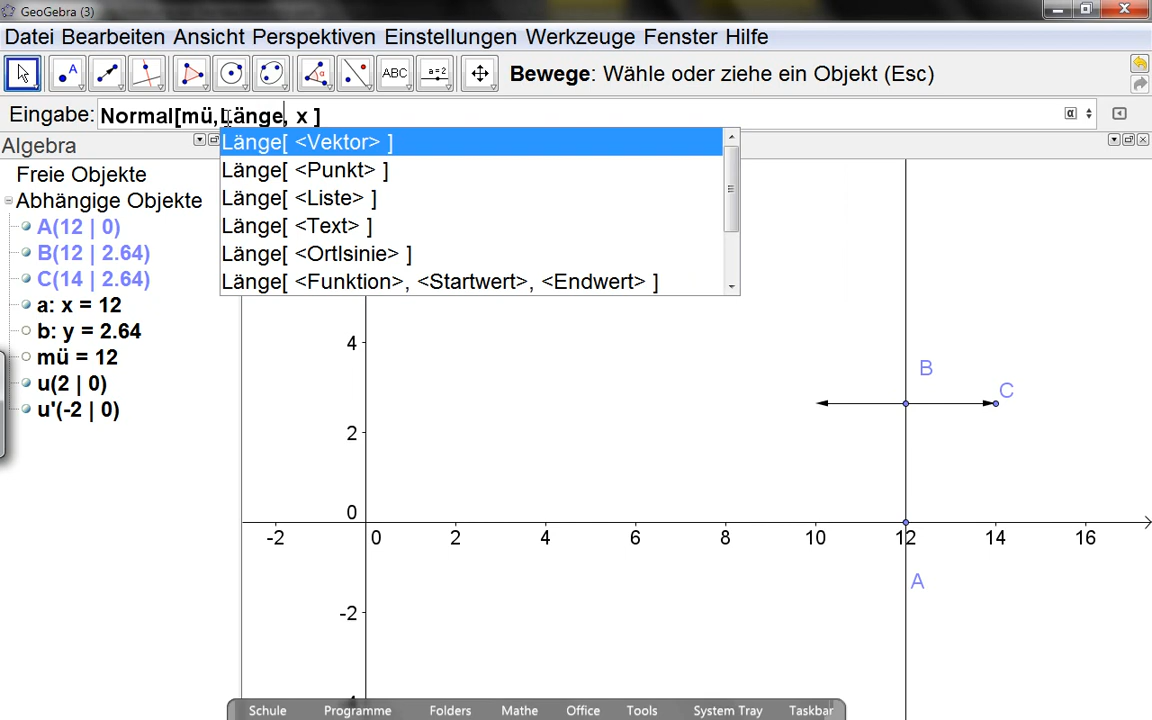 GeoGebra (3)
Datei Bearbeiten Ansicht Perspektiven Einstellungen Werkzeuge Fenster Hilfe
ABC
a=2
Bewege: Wähle oder ziehe ein Objekt (Esc)
Eingabe: Normal[mü,Länge, x ]
α
Algebra
Länge[ <Vektor> ]
Länge[ <Punkt> ]
Länge[ <Liste> ]
Länge[ <Text> ]
Länge[ <Ortlsinie> ]
Länge[ <Funktion>, <Startwert>, <Endwert> ]
Freie Objekte
Abhängige Objekte
A(12 | 0)
B(12 | 2.64)
C(14 | 2.64)
a: x = 12
b: y = 2.64
mü = 12
u(2 | 0)
u'(-2 | 0)
4
B
C
2
0
-2 0 2 4 6 8 10 12 14 16
A
-2
Schule Programme Folders Mathe Office Tools System Tray Taskbar